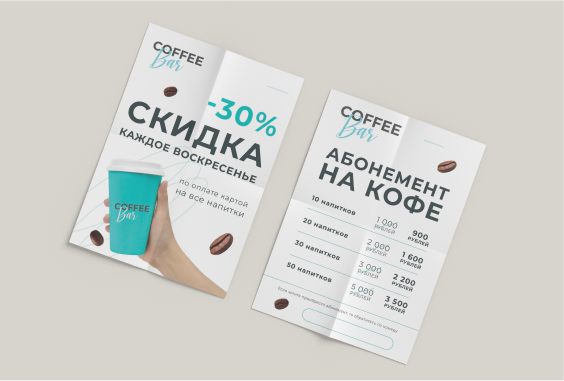 COFFEE
Bar
-30%
СКИДКА
КАЖДОЕ ВОСКРЕСЕНЬЕ
по оплате картой
на все напитки
COFFEE
Bar
COFFEE
Bar
АБОНЕМЕНТ
НА КОФЕ
10 напитков 1 000 РУБЛЕЙ 900 РУБЛЕЙ
20 напитков 2 000 РУБЛЕЙ 1 600 РУБЛЕЙ
30 напитков 3 000 РУБЛЕЙ 2 200 РУБЛЕЙ
50 напитков 5 000 РУБЛЕЙ 3 500 РУБЛЕЙ